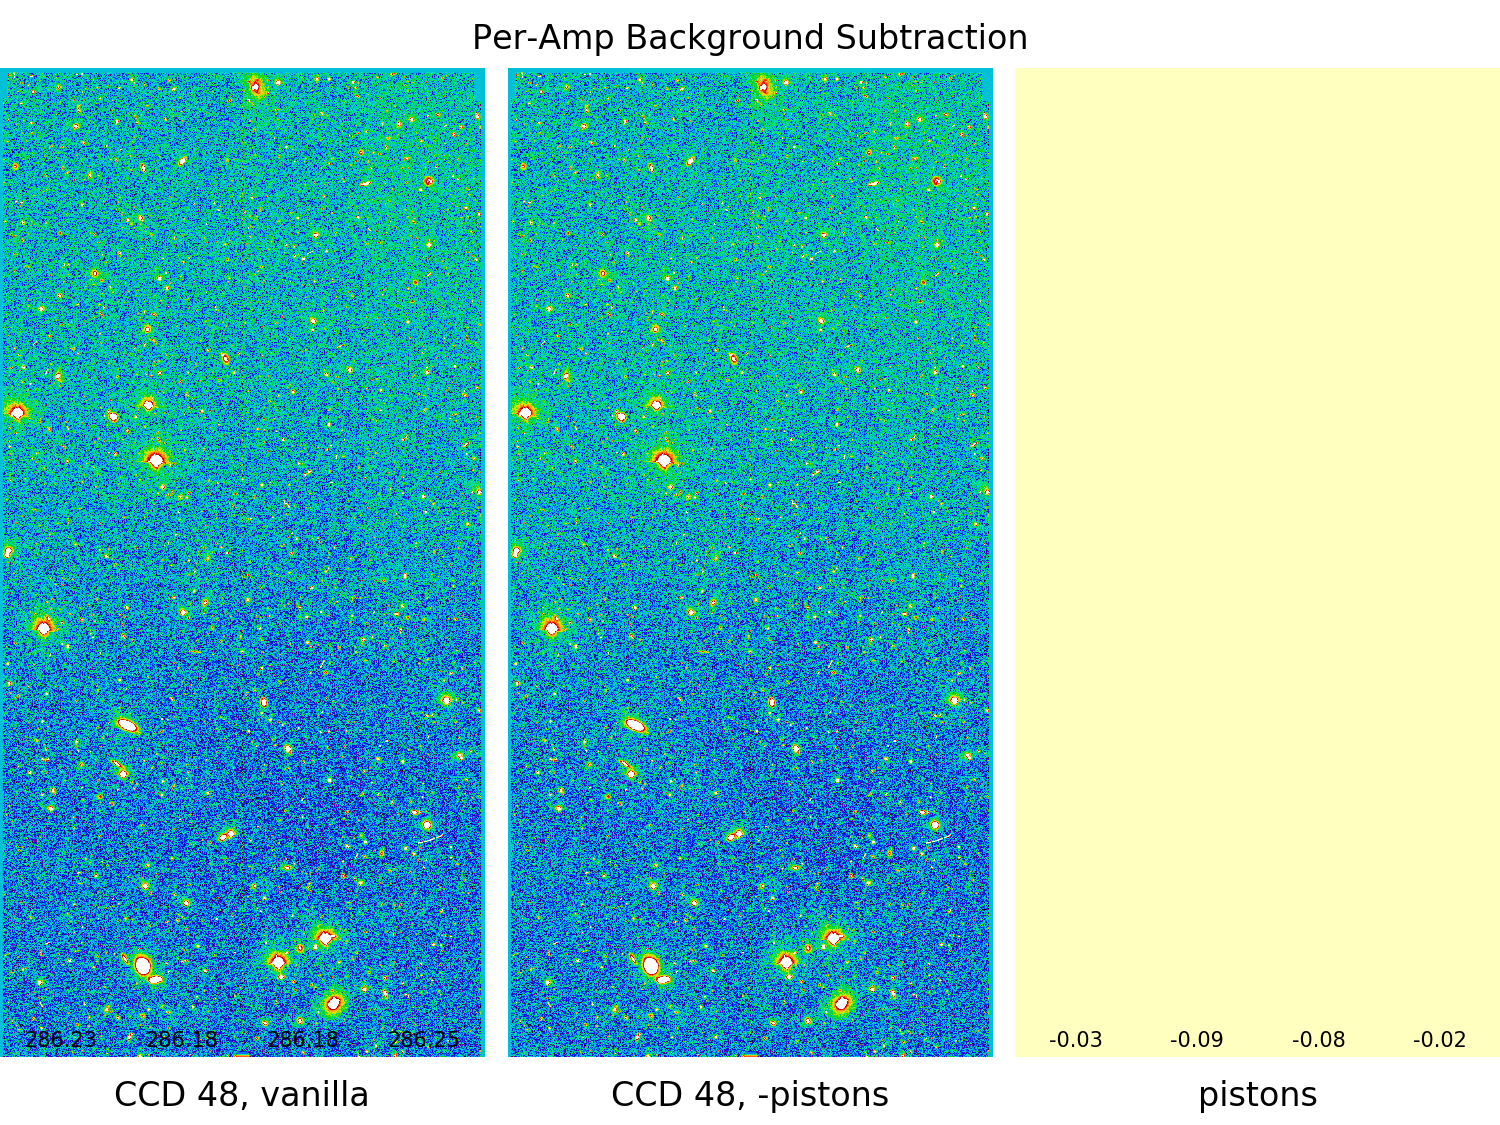 Per-Amp Background Subtraction
286.23 286.18 286.18 286.25
-0.03 -0.09 -0.08 -0.02
CCD 48, vanilla
CCD 48, -pistons
pistons